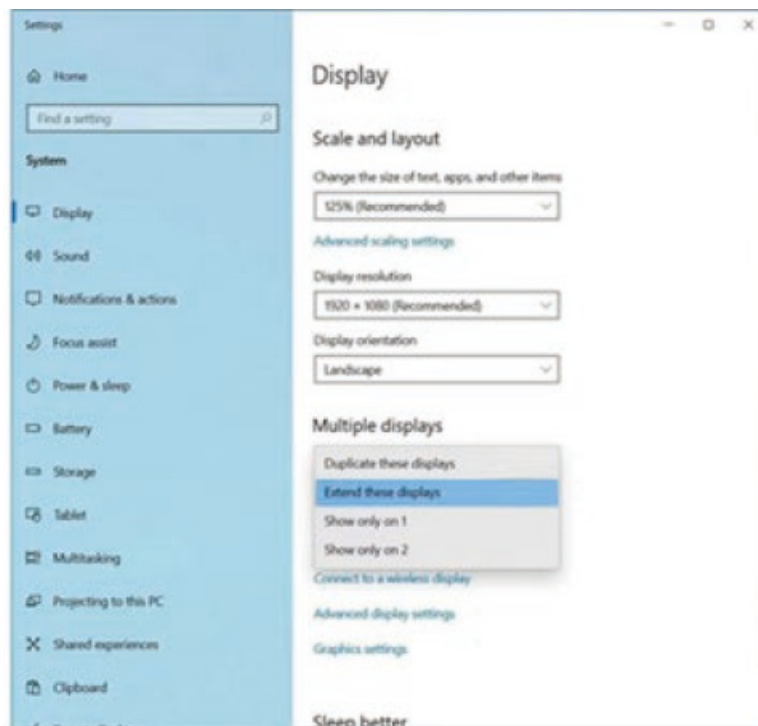 Settings
Home
Find a setting
System
Display
Sound
Notifications & actions
Focus assist
Power & sleep
Battery
Storage
Tablet
Multitasking
Projecting to this PC
Shared experiences
Clipboard
Display
Scale and layout
Change the size of text, apps, and other items
125% (Recommended)
Advanced scaling settings
Display resolution
1920 × 1080 (Recommended)
Display orientation
Landscape
Multiple displays
Duplicate these displays
Extend these displays
Show only on 1
Show only on 2
Connect to a wireless display
Advanced display settings
Graphics settings
Sleep better